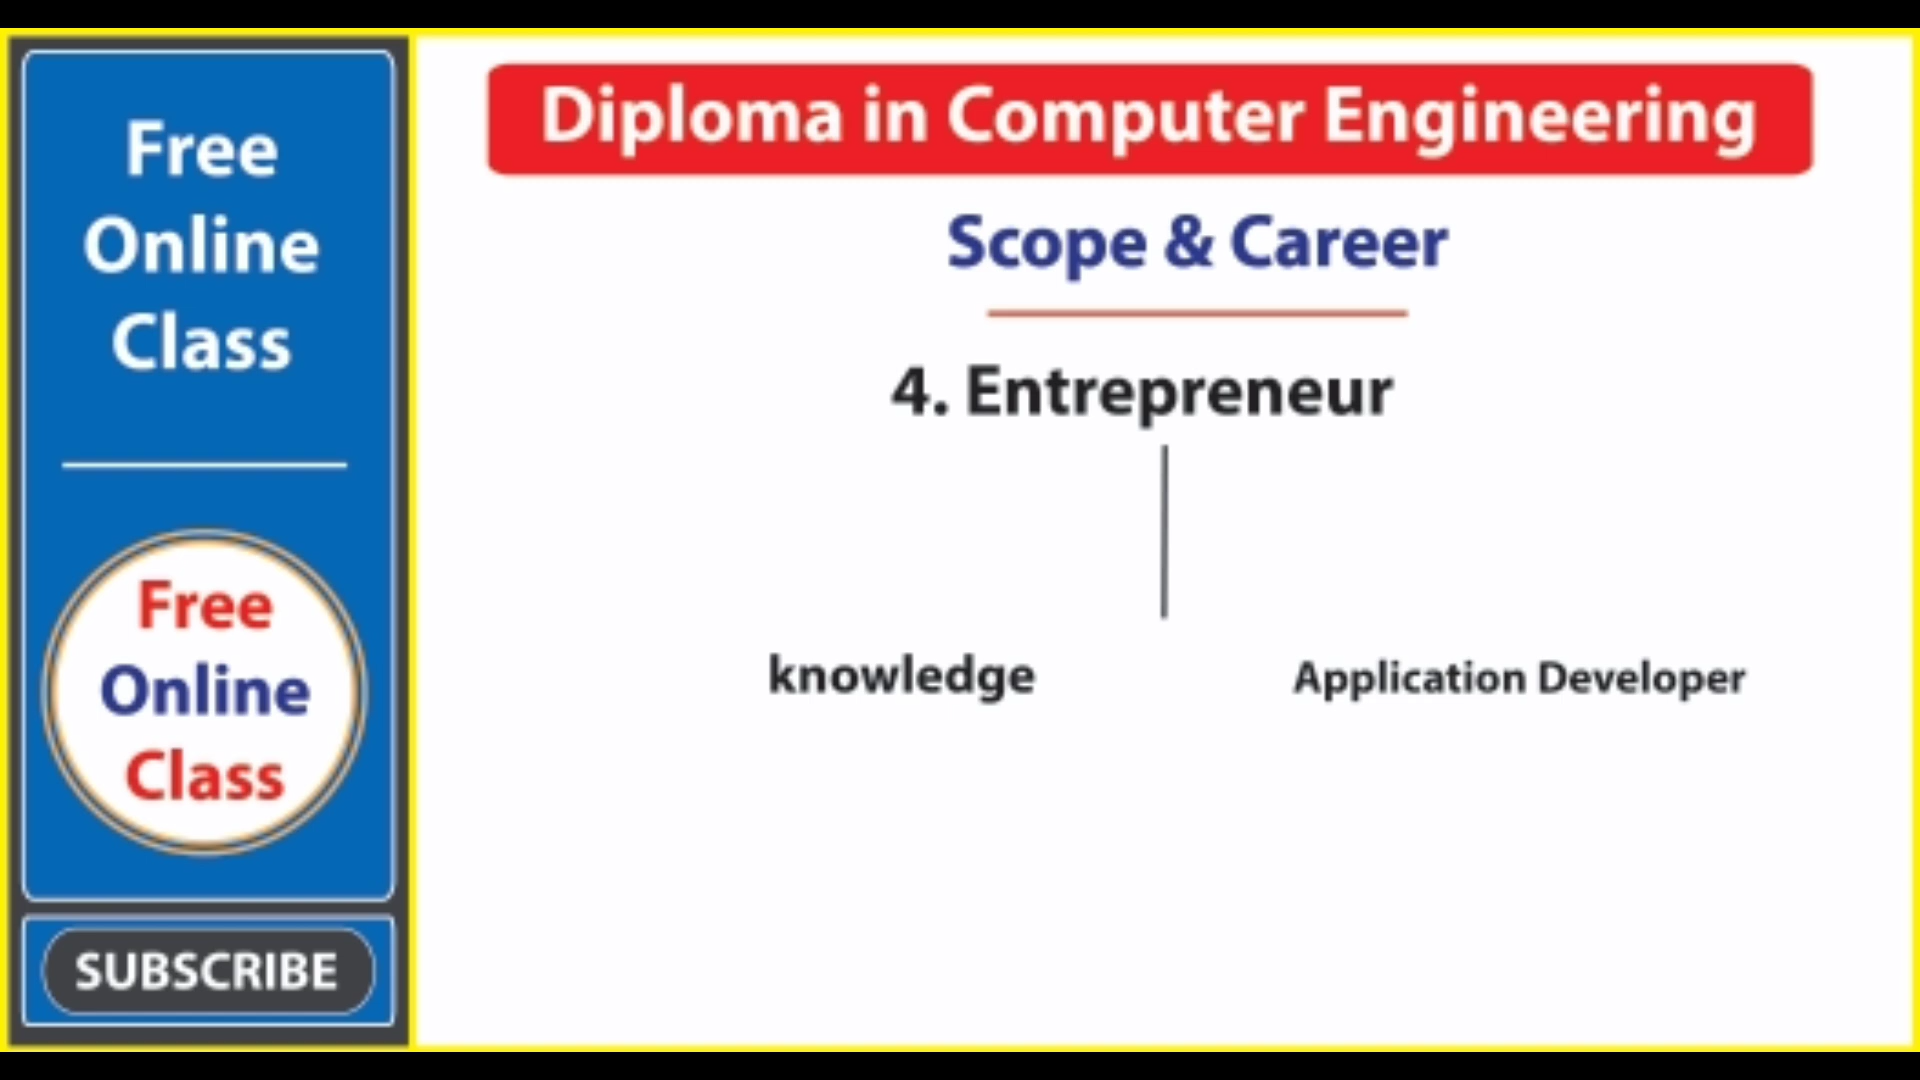 Free
Online
Class
Free
Online
Class
SUBSCRIBE
Diploma in Computer Engineering
Scope & Career
4. Entrepreneur
knowledge
Application Developer